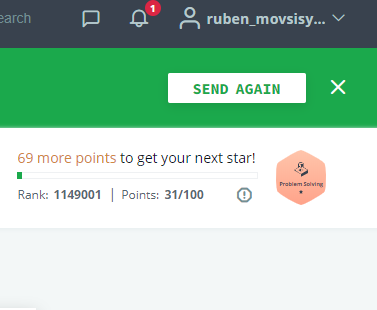 earch
1
ruben_movsisy...
SEND AGAIN
69 more points to get your next star!
Rank: 1149001 | Points: 31/100
Problem Solving